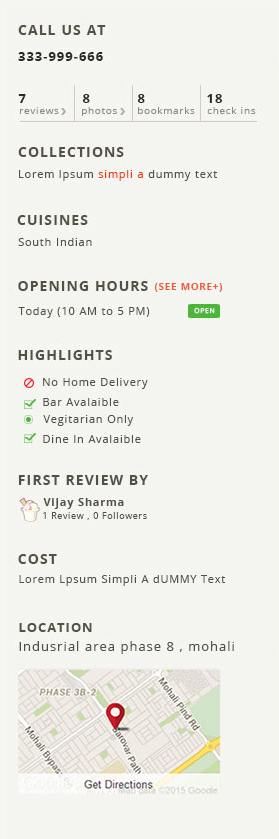 CALL US AT
333-999-666
7 8 8 18
reviews› photos› bookmarks check ins
COLLECTIONS
Lorem Ipsum simpli a dummy text
CUISINES
South Indian
OPENING HOURS (SEE MORE+)
Today (10 AM to 5 PM) OPEN
HIGHLIGHTS
No Home Delivery
Bar Avalaible
Vegitarian Only
Dine In Avalaible
FIRST REVIEW BY
VIjay Sharma
1 Review , 0 Followers
COST
Lorem Lpsum Simpli A dUMMY Text
LOCATION
Indusrial area phase 8 , mohali
PHASE 3B-2
Mohali Pind Rd
Sarovar Path
Mohali Bypass
Get Directions
Map data ©2015 Google